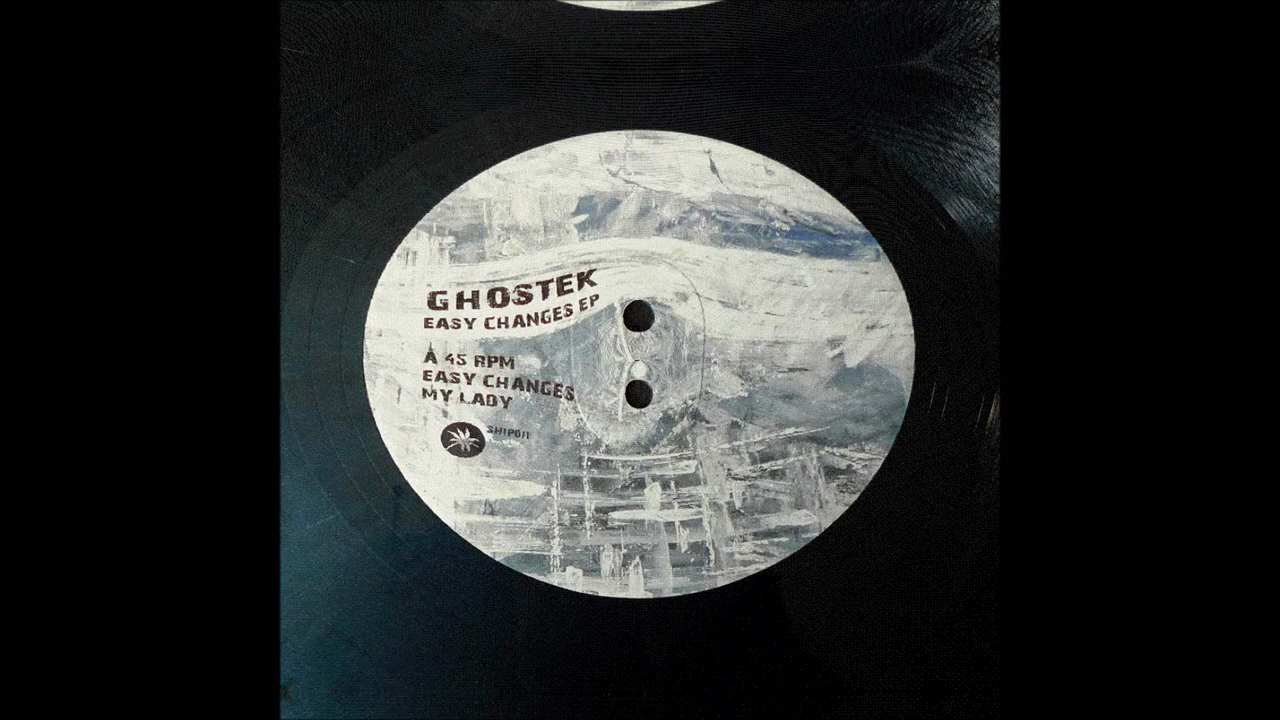 GHOSTEK
EASY CHANGES EP
A 45 RPM
EASY CHANGES
MY LADY
SHIP011